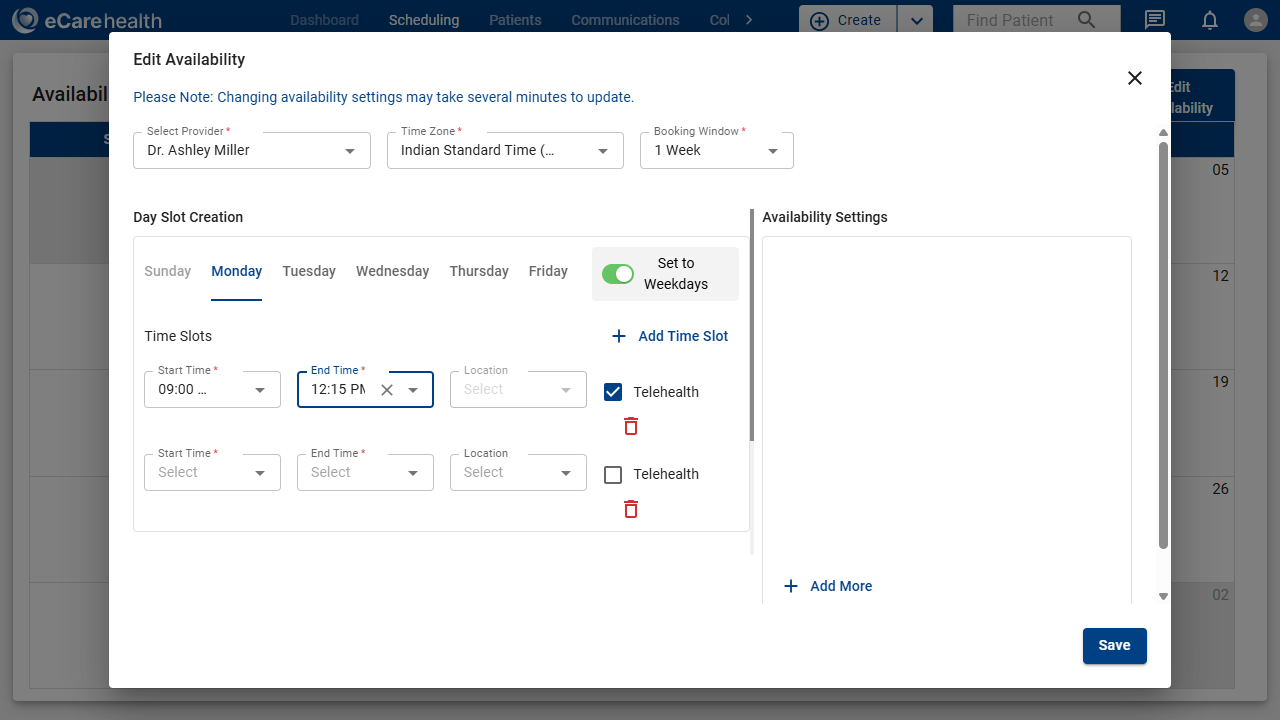 eCarehealth
Dashboard
Scheduling
Patients
Communications
Col
Create
Find Patient
Edit Availability
Please Note: Changing availability settings may take several minutes to update.
Select Provider *
Dr. Ashley Miller
Time Zone *
Indian Standard Time (...
Booking Window *
1 Week
Availabil
S
Edit
lability
05
12
19
26
02
Day Slot Creation
Availability Settings
Sunday
Monday
Tuesday
Wednesday
Thursday
Friday
Set to
Weekdays
Time Slots
Add Time Slot
Start Time *
09:00 ...
End Time *
12:15 PM
Location
Select
Telehealth
Start Time *
Select
End Time *
Select
Location
Select
Telehealth
Add More
Save